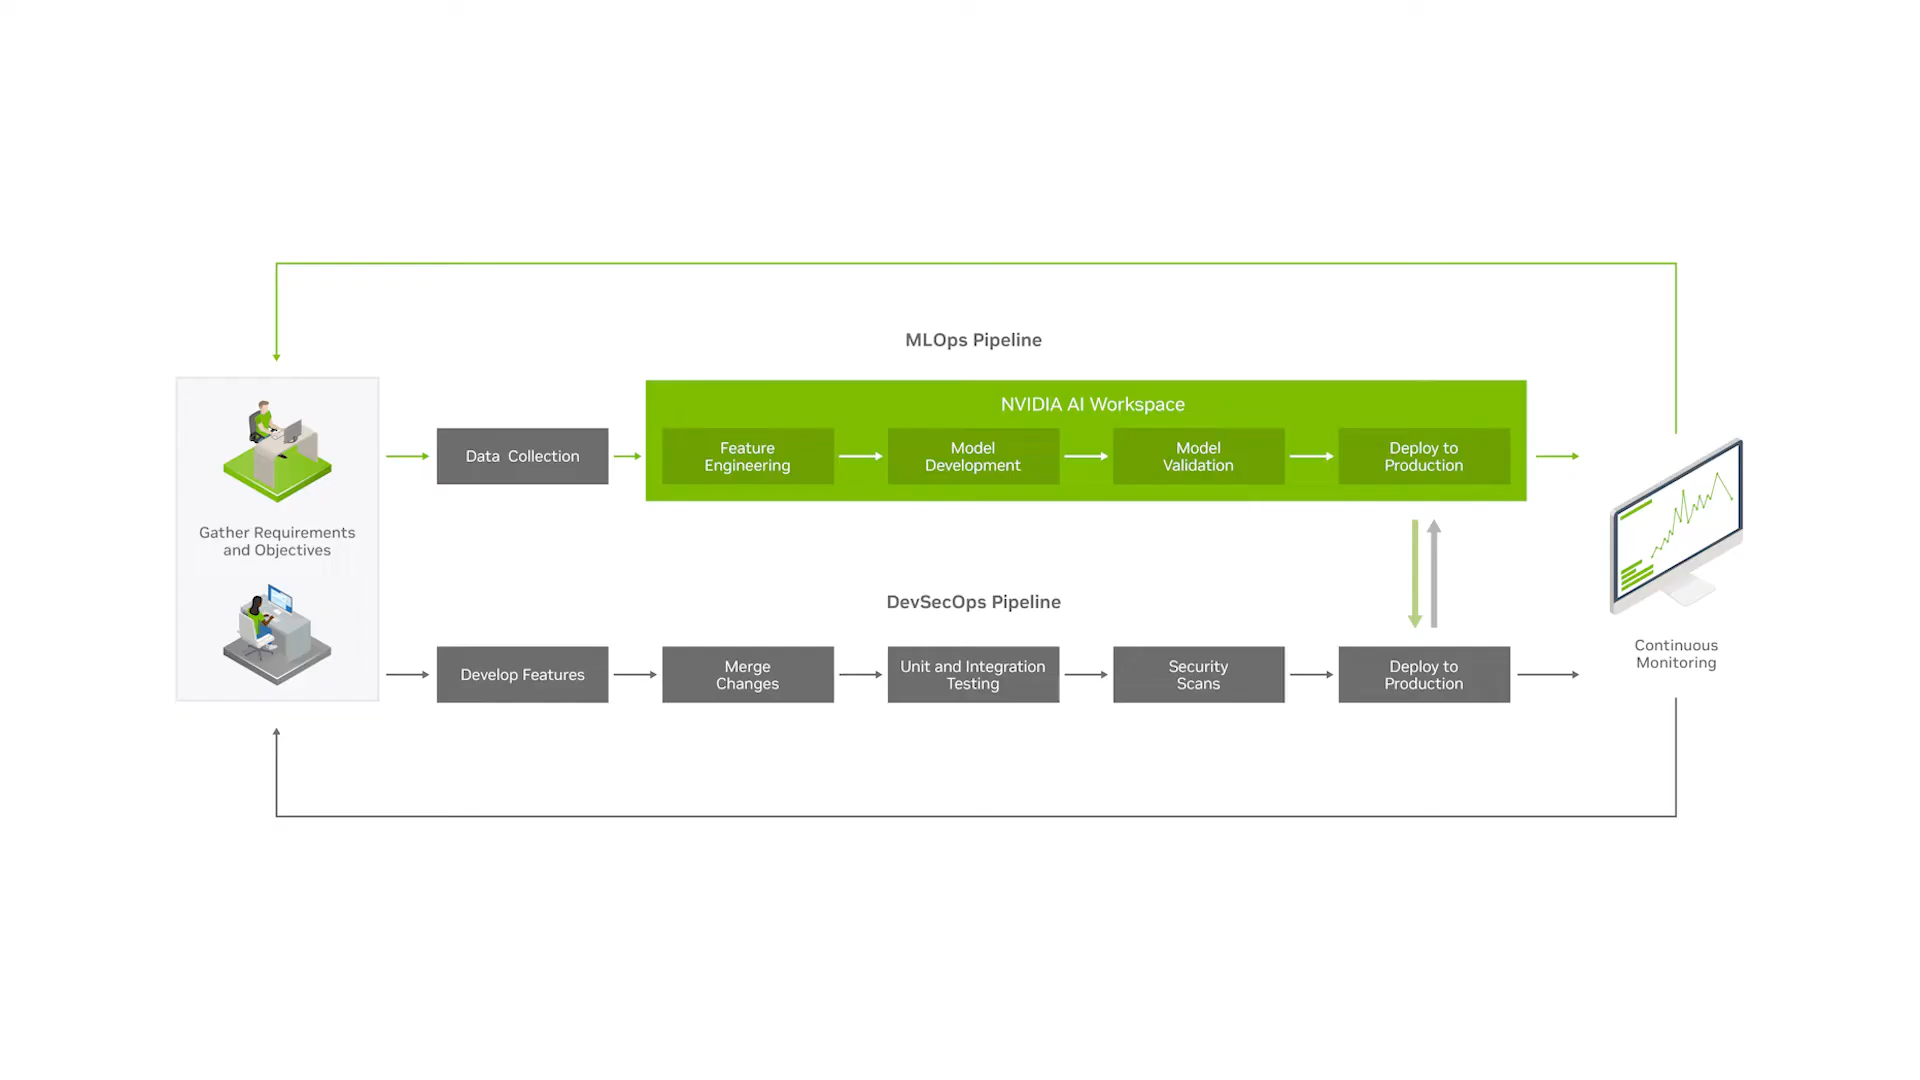 MLOps Pipeline
NVIDIA AI Workspace
Data Collection
Feature
Engineering
Model
Development
Model
Validation
Deploy to
Production
Gather Requirements
and Objectives
DevSecOps Pipeline
Develop Features
Merge
Changes
Unit and Integration
Testing
Security
Scans
Deploy to
Production
Continuous
Monitoring